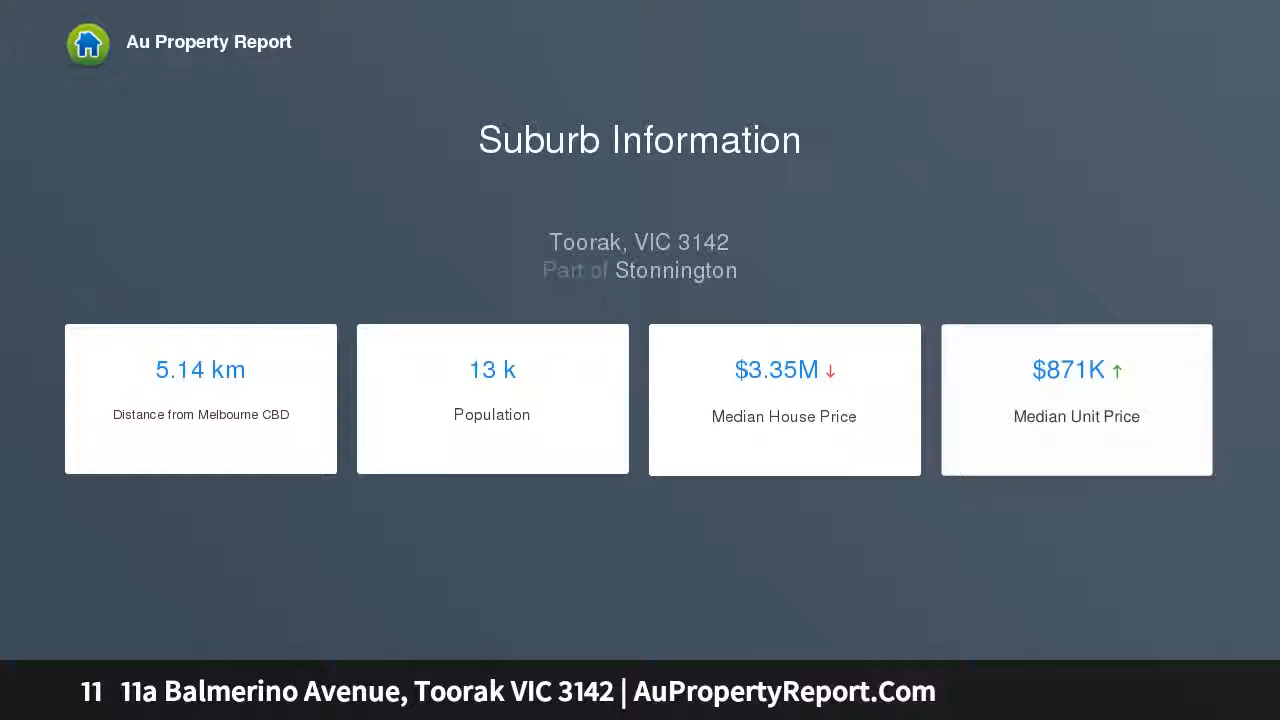 Au Property Report
Suburb Information
Toorak, VIC 3142
Part of Stonnington
5.14 km
Distance from Melbourne CBD
13 k
Population
$3.35M ↓
Median House Price
$871K ↑
Median Unit Price
11 11a Balmerino Avenue, Toorak VIC 3142 | AuPropertyReport.Com